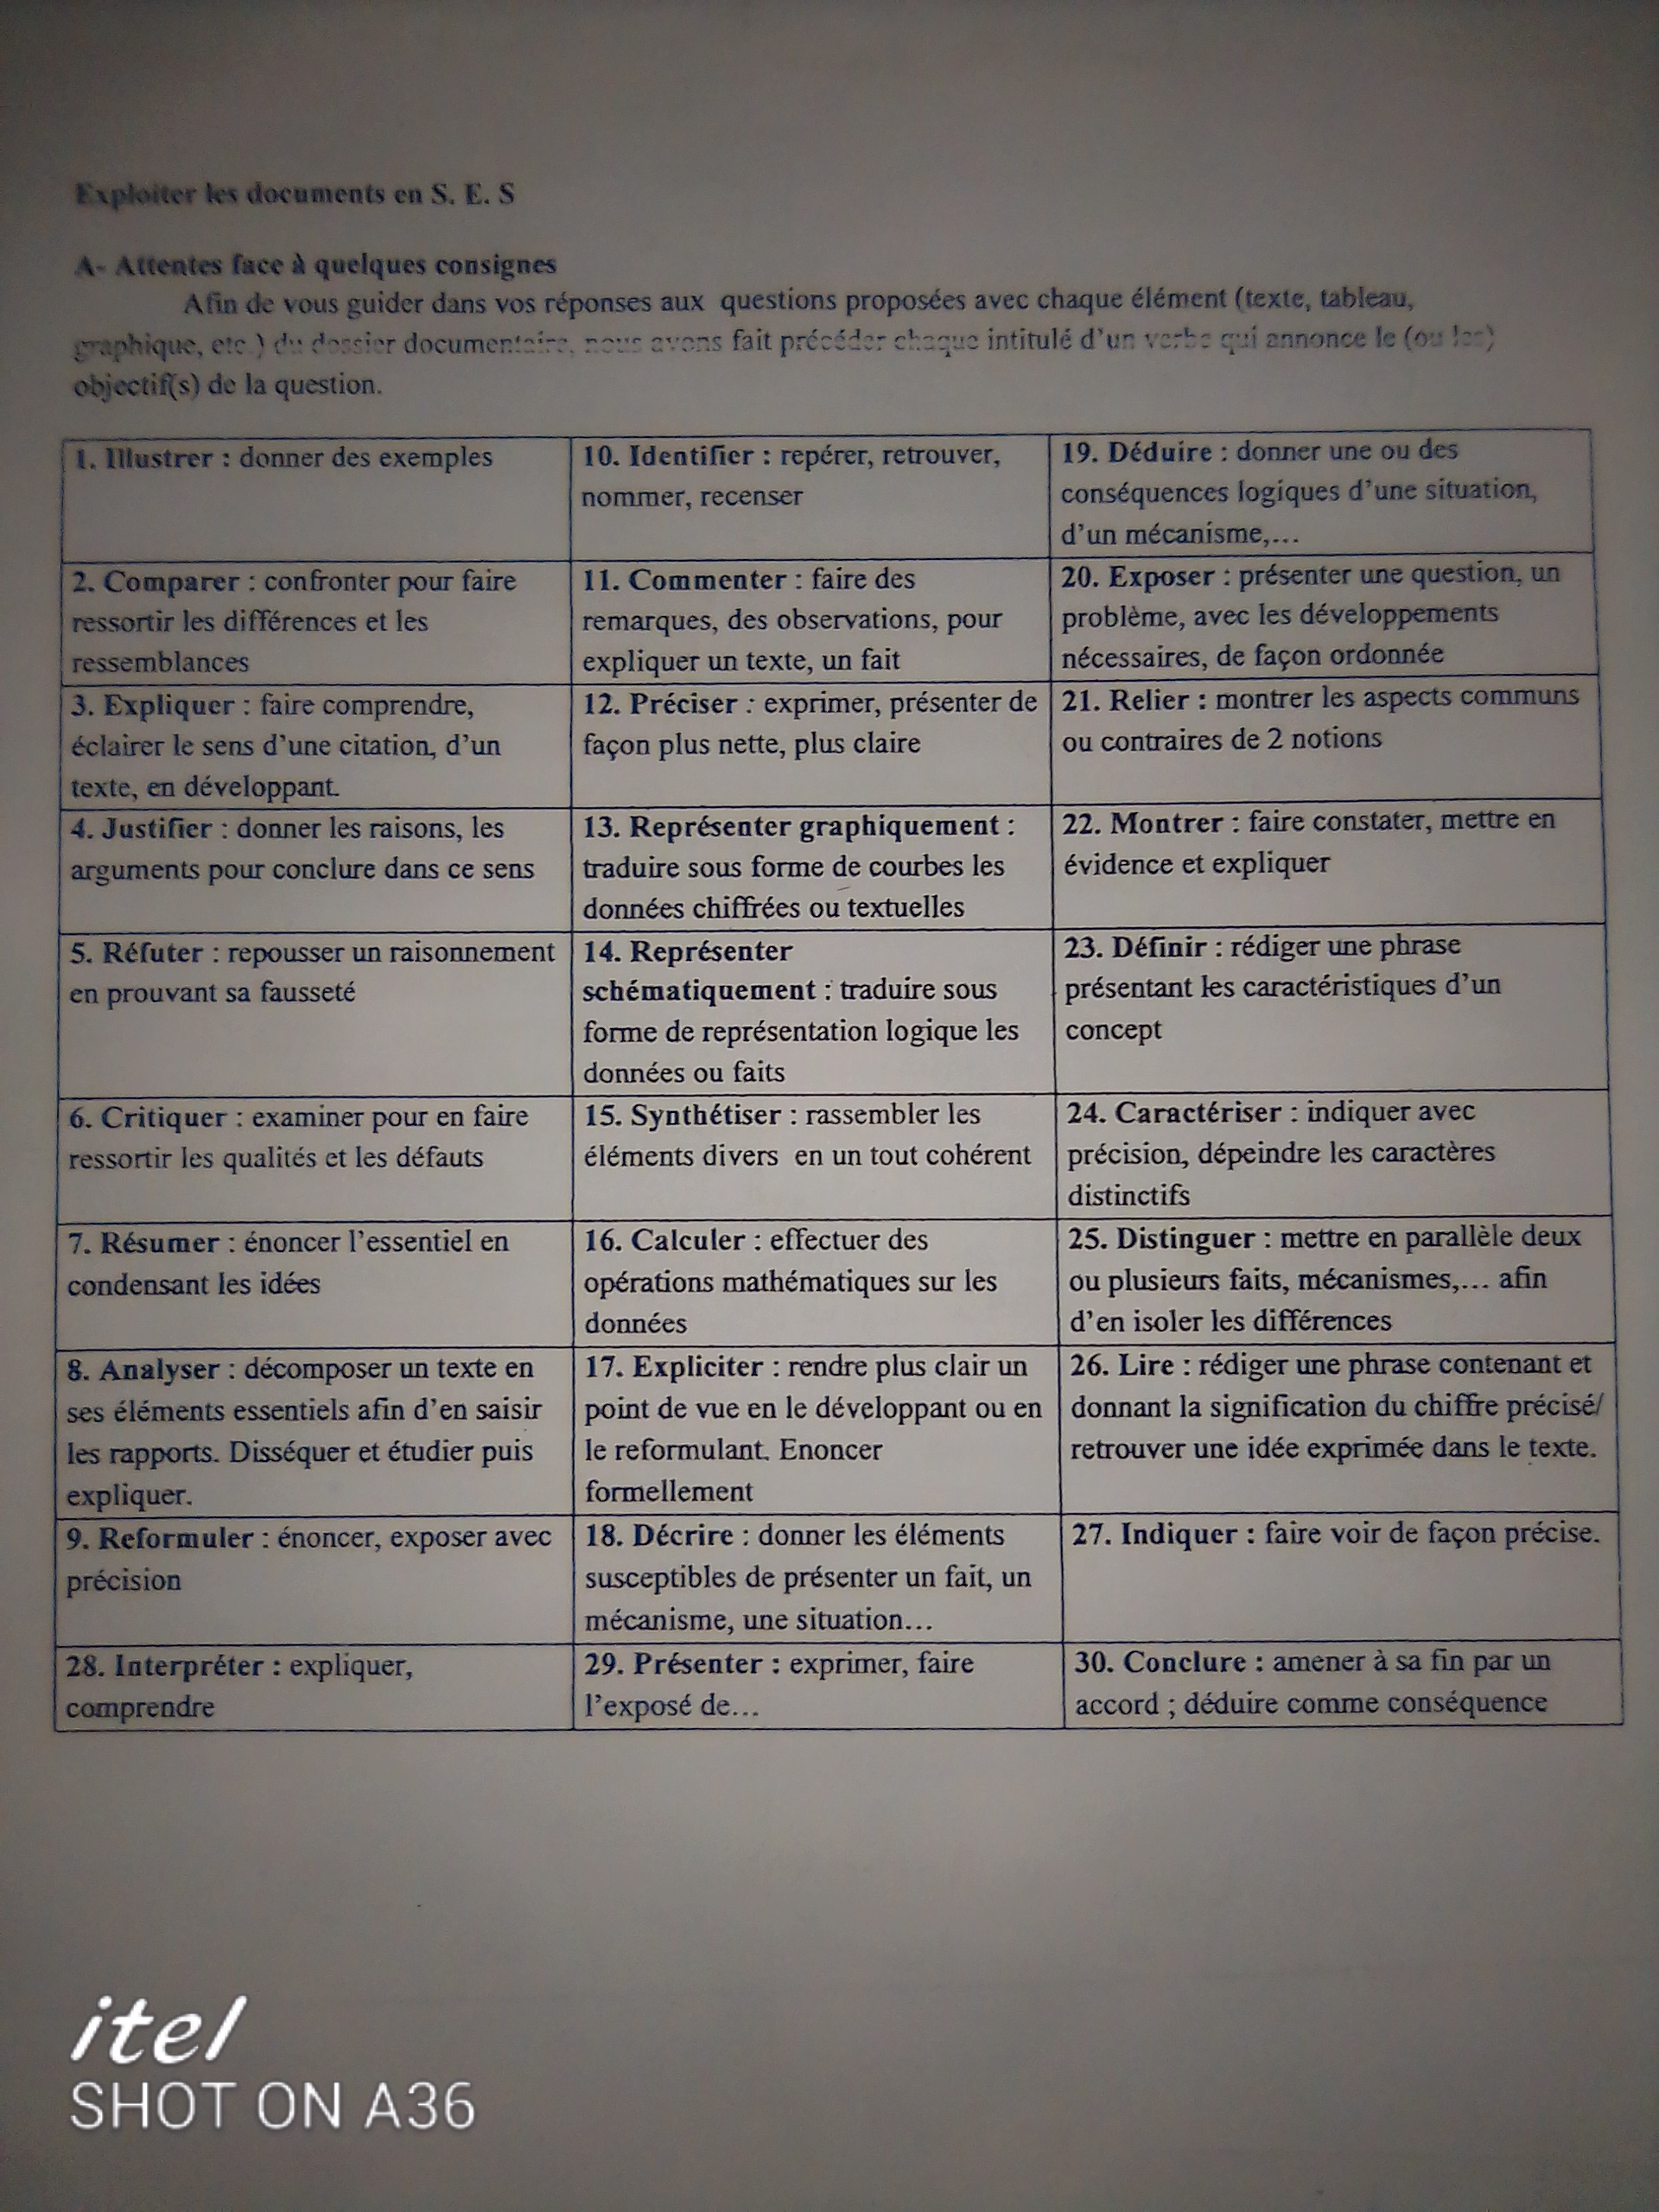 Exploiter les documents en S. E. S
A- Attentes face à quelques consignes
Afin de vous guider dans vos réponses aux questions proposées avec chaque élément (texte, tableau,
graphique, etc.) du dossier documentaire, nous avons fait précéder chaque intitulé d'un verbe qui annonce le (ou les)
objectif(s) de la question.
1. Illustrer : donner des exemples
10. Identifier : repérer, retrouver,
nommer, recenser
19. Déduire : donner une ou des
conséquences logiques d'une situation,
d'un mécanisme,...
2. Comparer : confronter pour faire
ressortir les différences et les
ressemblances
11. Commenter : faire des
remarques, des observations, pour
expliquer un texte, un fait
20. Exposer : présenter une question, un
problème, avec les développements
nécessaires, de façon ordonnée
3. Expliquer : faire comprendre,
éclairer le sens d'une citation, d'un
texte, en développant.
12. Préciser : exprimer, présenter de
façon plus nette, plus claire
21. Relier : montrer les aspects communs
ou contraires de 2 notions
4. Justifier : donner les raisons, les
arguments pour conclure dans ce sens
13. Représenter graphiquement :
traduire sous forme de courbes les
données chiffrées ou textuelles
22. Montrer : faire constater, mettre en
évidence et expliquer
5. Réfuter : repousser un raisonnement
en prouvant sa fausseté
14. Représenter
schématiquement : traduire sous
forme de représentation logique les
données ou faits
23. Définir : rédiger une phrase
présentant les caractéristiques d'un
concept
6. Critiquer : examiner pour en faire
ressortir les qualités et les défauts
15. Synthétiser : rassembler les
éléments divers en un tout cohérent
24. Caractériser : indiquer avec
précision, dépeindre les caractères
distinctifs
7. Résumer : énoncer l'essentiel en
condensant les idées
16. Calculer : effectuer des
opérations mathématiques sur les
données
25. Distinguer : mettre en parallèle deux
ou plusieurs faits, mécanismes,... afin
d'en isoler les différences
8. Analyser : décomposer un texte en
ses éléments essentiels afin d'en saisir
les rapports. Disséquer et étudier puis
expliquer.
17. Expliciter : rendre plus clair un
point de vue en le développant ou en
le reformulant. Enoncer
formellement
26. Lire : rédiger une phrase contenant et
donnant la signification du chiffre précisé/
retrouver une idée exprimée dans le texte.
9. Reformuler : énoncer, exposer avec
précision
18. Décrire : donner les éléments
susceptibles de présenter un fait, un
mécanisme, une situation...
27. Indiquer : faire voir de façon précise.
28. Interpréter : expliquer,
comprendre
29. Présenter : exprimer, faire
l'exposé de...
30. Conclure : amener à sa fin par un
accord ; déduire comme conséquence
itel
SHOT ON A36